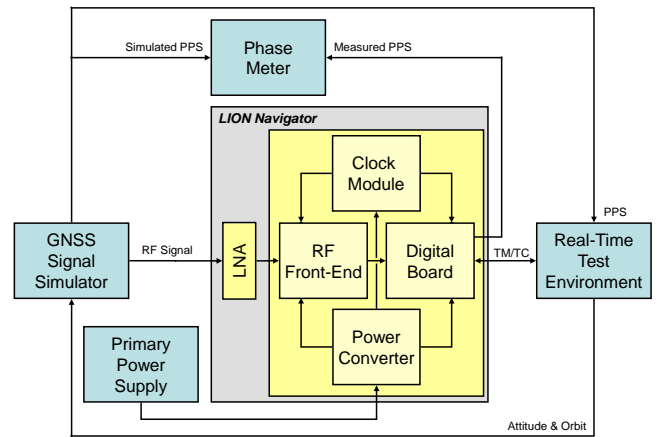 Simulated PPS
Phase
Meter
Measured PPS
LION Navigator
Clock
Module
PPS
GNSS
Signal
Simulator
RF Signal
LNA
RF
Front-End
Digital
Board
TM/TC
Real-Time
Test
Environment
Primary
Power
Supply
Power
Converter
Attitude & Orbit